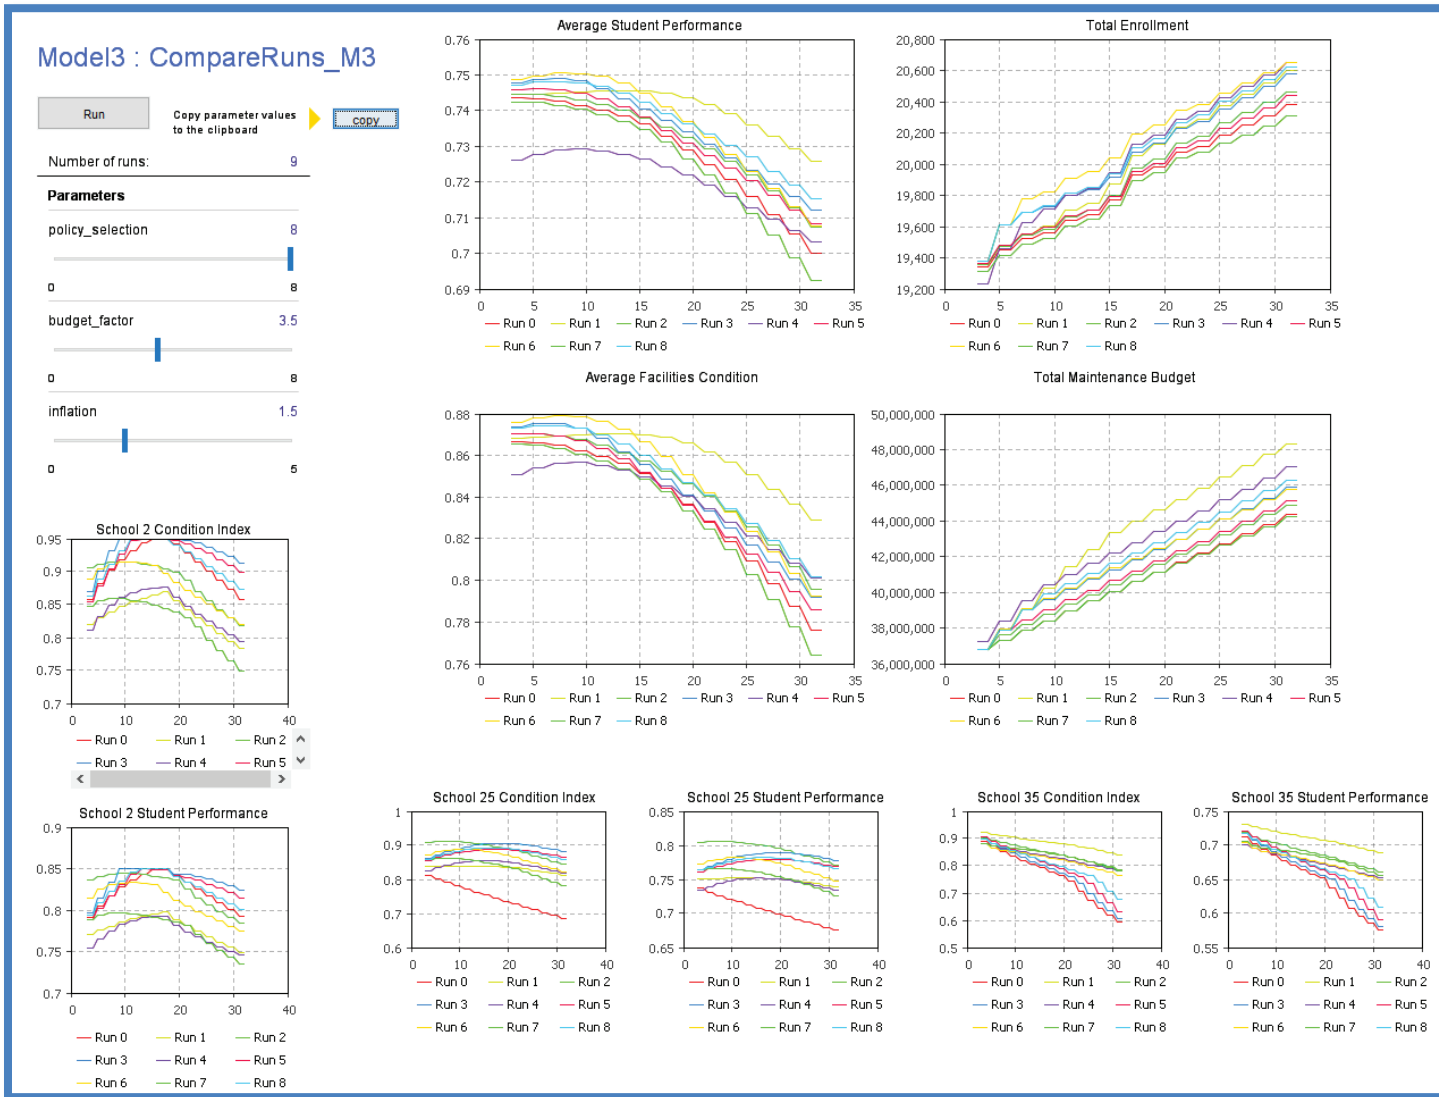 Model3 : CompareRuns_M3
Run
Copy parameter values
to the clipboard
copy
Number of runs: 9
Parameters
policy_selection 8
0 8
budget_factor 3.5
0 8
inflation 1.5
0 5
School 2 Condition Index
0.95
0.9
0.85
0.8
0.75
0.7
0 10 20 30 40
Run 0 Run 1 Run 2
Run 3 Run 4 Run 5
School 2 Student Performance
0.9
0.85
0.8
0.75
0.7
0 10 20 30 40
Run 0 Run 1 Run 2
Run 3 Run 4 Run 5
Run 6 Run 7 Run 8
Average Student Performance
0.76
0.75
0.74
0.73
0.72
0.71
0.7
0.69
0 5 10 15 20 25 30 35
Run 0 Run 1 Run 2 Run 3 Run 4 Run 5
Run 6 Run 7 Run 8
Total Enrollment
20,800
20,600
20,400
20,200
20,000
19,800
19,600
19,400
19,200
0 5 10 15 20 25 30 35
Run 0 Run 1 Run 2 Run 3 Run 4 Run 5
Run 6 Run 7 Run 8
Average Facilities Condition
0.88
0.86
0.84
0.82
0.8
0.78
0.76
0 5 10 15 20 25 30 35
Run 0 Run 1 Run 2 Run 3 Run 4 Run 5
Run 6 Run 7 Run 8
Total Maintenance Budget
50,000,000
48,000,000
46,000,000
44,000,000
42,000,000
40,000,000
38,000,000
36,000,000
0 5 10 15 20 25 30 35
Run 0 Run 1 Run 2 Run 3 Run 4 Run 5
Run 6 Run 7 Run 8
School 25 Condition Index
1
0.9
0.8
0.7
0.6
0 10 20 30 40
Run 0 Run 1 Run 2
Run 3 Run 4 Run 5
Run 6 Run 7 Run 8
School 25 Student Performance
0.85
0.8
0.75
0.7
0.65
0 10 20 30 40
Run 0 Run 1 Run 2
Run 3 Run 4 Run 5
Run 6 Run 7 Run 8
School 35 Condition Index
1
0.9
0.8
0.7
0.6
0.5
0 10 20 30 40
Run 0 Run 1 Run 2
Run 3 Run 4 Run 5
Run 6 Run 7 Run 8
School 35 Student Performance
0.75
0.7
0.65
0.6
0.55
0 10 20 30 40
Run 0 Run 1 Run 2
Run 3 Run 4 Run 5
Run 6 Run 7 Run 8